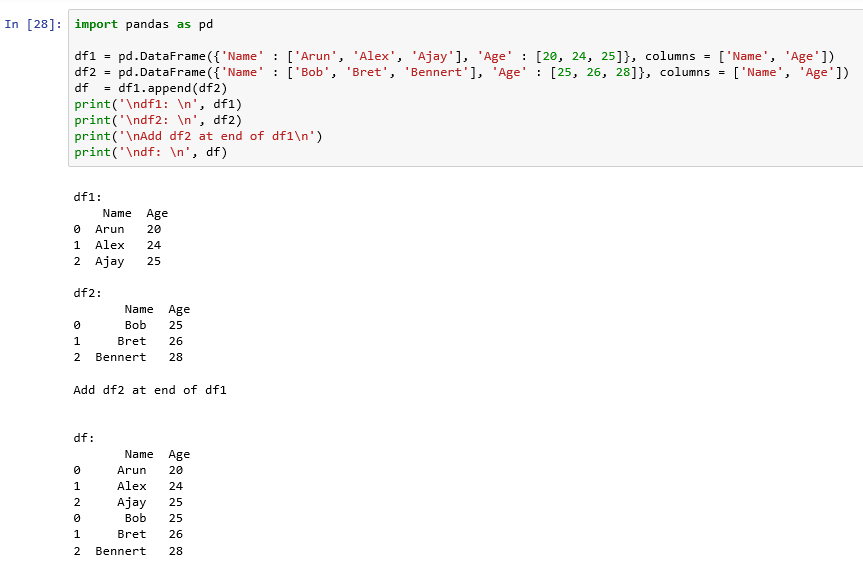 In [28]: import pandas as pd
df1 = pd.DataFrame({'Name' : ['Arun', 'Alex', 'Ajay'], 'Age' : [20, 24, 25]}, columns = ['Name', 'Age'])
df2 = pd.DataFrame({'Name' : ['Bob', 'Bret', 'Bennert'], 'Age' : [25, 26, 28]}, columns = ['Name', 'Age'])
df  = df1.append(df2)
print('\ndf1: \n', df1)
print('\ndf2: \n', df2)
print('\nAdd df2 at end of df1\n')
print('\ndf: \n', df)
df1:
    Name  Age
0  Arun   20
1  Alex   24
2  Ajay   25
df2:
       Name  Age
0      Bob   25
1     Bret   26
2  Bennert   28
Add df2 at end of df1
df:
       Name  Age
0     Arun   20
1     Alex   24
2     Ajay   25
0      Bob   25
1     Bret   26
2  Bennert   28